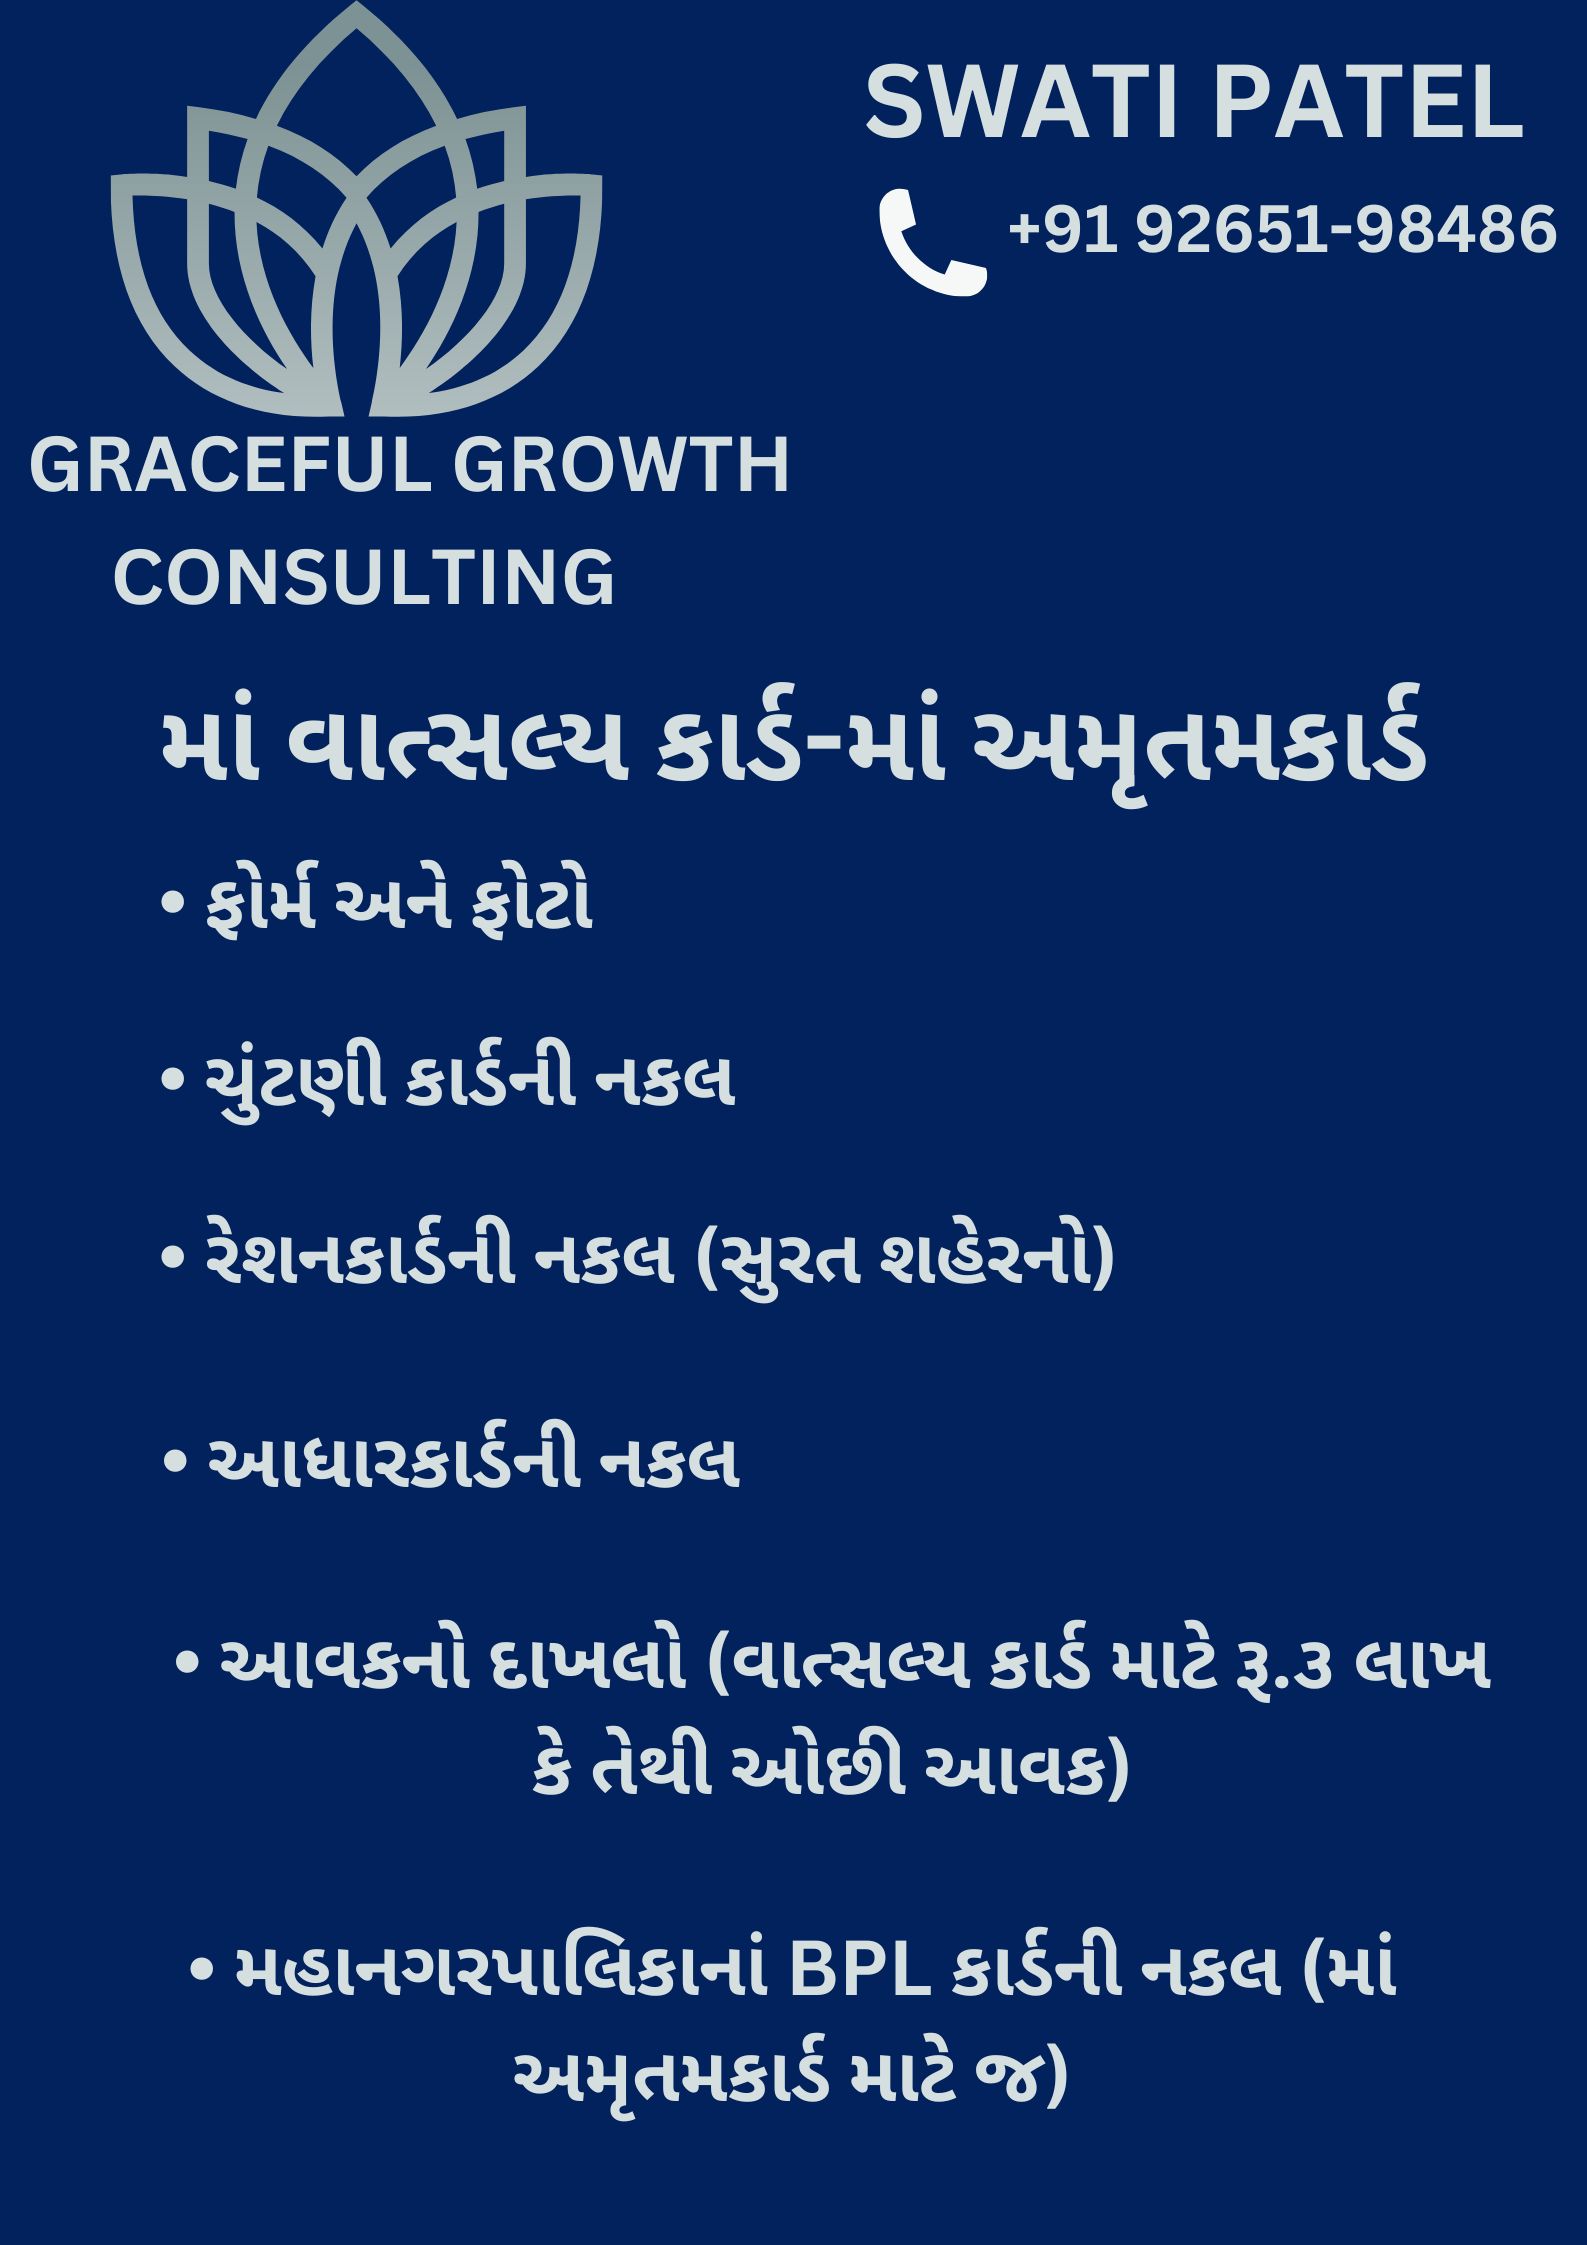 SWATI PATEL
+91 92651-98486
GRACEFUL GROWTH
CONSULTING
માં વાત્સલ્ય કાર્ડ-માં અમૃતમકાર્ડ
• ફોર્મ અને ફોટો
• ચુંટણી કાર્ડની નકલ
• રેશનકાર્ડની નકલ (સુરત શહેરનો)
• આધારકાર્ડની નકલ
• આવકનો દાખલો (વાત્સલ્ય કાર્ડ માટે રૂ.૩ લાખ
કે તેથી ઓછી આવક)
• મહાનગરપાલિકાનાં BPL કાર્ડની નકલ (માં
અમૃતમકાર્ડ માટે જ)